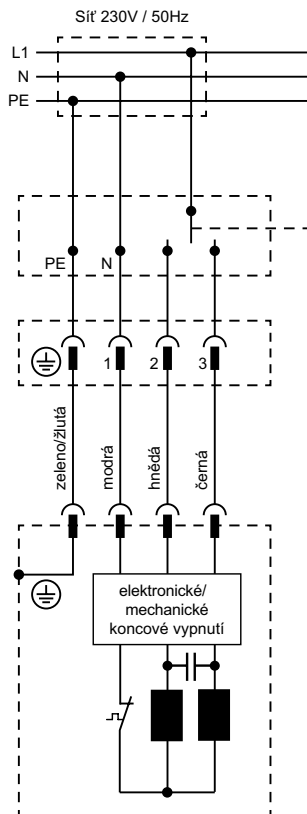 Síť 230V / 50Hz
L1
N
PE
PE
N
1
2
3
zeleno/žlutá
modrá
hnědá
černá
elektronické/
mechanické
koncové vypnutí